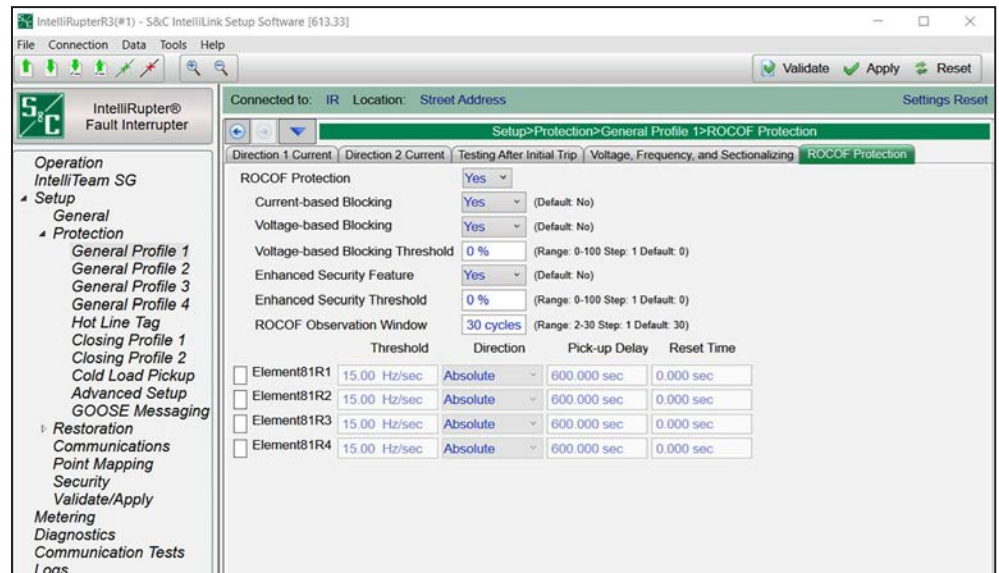 IntelliRupterR3(#1) - S&C IntelliLink Setup Software [613.33]
File Connection Data Tools Help
Validate Apply Reset
S&C
IntelliRupter®
Fault Interrupter
Connected to: IR Location: Street Address Settings Reset
Setup>Protection>General Profile 1>ROCOF Protection
Direction 1 Current Direction 2 Current Testing After Initial Trip Voltage, Frequency, and Sectionalizing ROCOF Protection
Operation
IntelliTeam SG
Setup
General
Protection
General Profile 1
General Profile 2
General Profile 3
General Profile 4
Hot Line Tag
Closing Profile 1
Closing Profile 2
Cold Load Pickup
Advanced Setup
GOOSE Messaging
Restoration
Communications
Point Mapping
Security
Validate/Apply
Metering
Diagnostics
Communication Tests
Logs
ROCOF Protection Yes
Current-based Blocking Yes (Default: No)
Voltage-based Blocking Yes (Default: No)
Voltage-based Blocking Threshold 0 % (Range: 0-100 Step: 1 Default: 0)
Enhanced Security Feature Yes (Default: No)
Enhanced Security Threshold 0 % (Range: 0-100 Step: 1 Default: 0)
ROCOF Observation Window 30 cycles (Range: 2-30 Step: 1 Default: 30)
Threshold Direction Pick-up Delay Reset Time
Element81R1 15.00 Hz/sec Absolute 600.000 sec 0.000 sec
Element81R2 15.00 Hz/sec Absolute 600.000 sec 0.000 sec
Element81R3 15.00 Hz/sec Absolute 600.000 sec 0.000 sec
Element81R4 15.00 Hz/sec Absolute 600.000 sec 0.000 sec